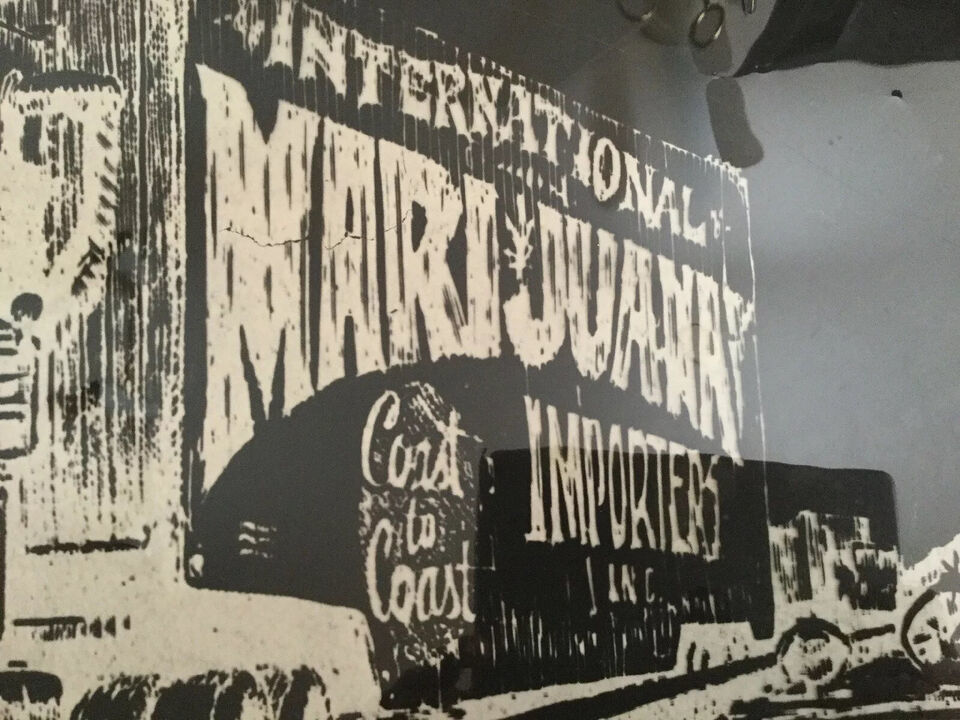 INTERNATIONAL
MARIJUANA
Coast
to
Coast
IMPORTERS
INC.